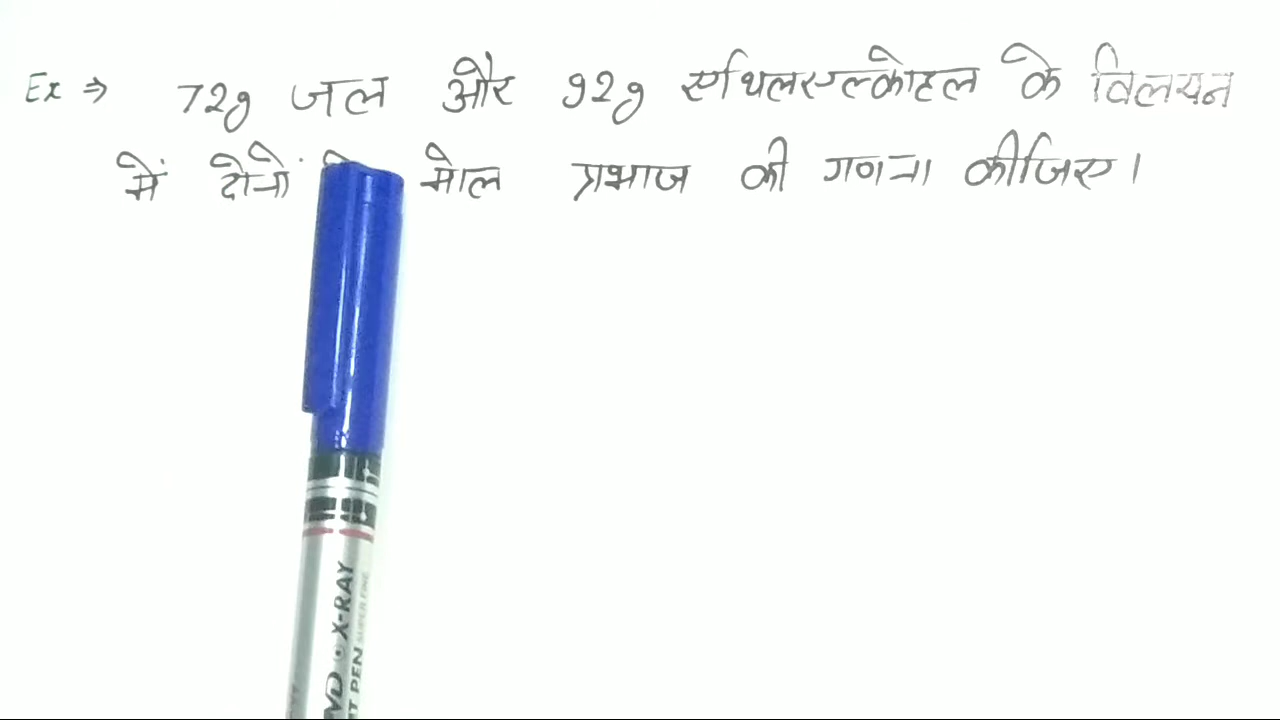 Ex ⇒ 72g जल और 92g एथिलएल्कोहल के विलयन
में दोनों मोल प्रभाज की गणना कीजिए।
X-RAY